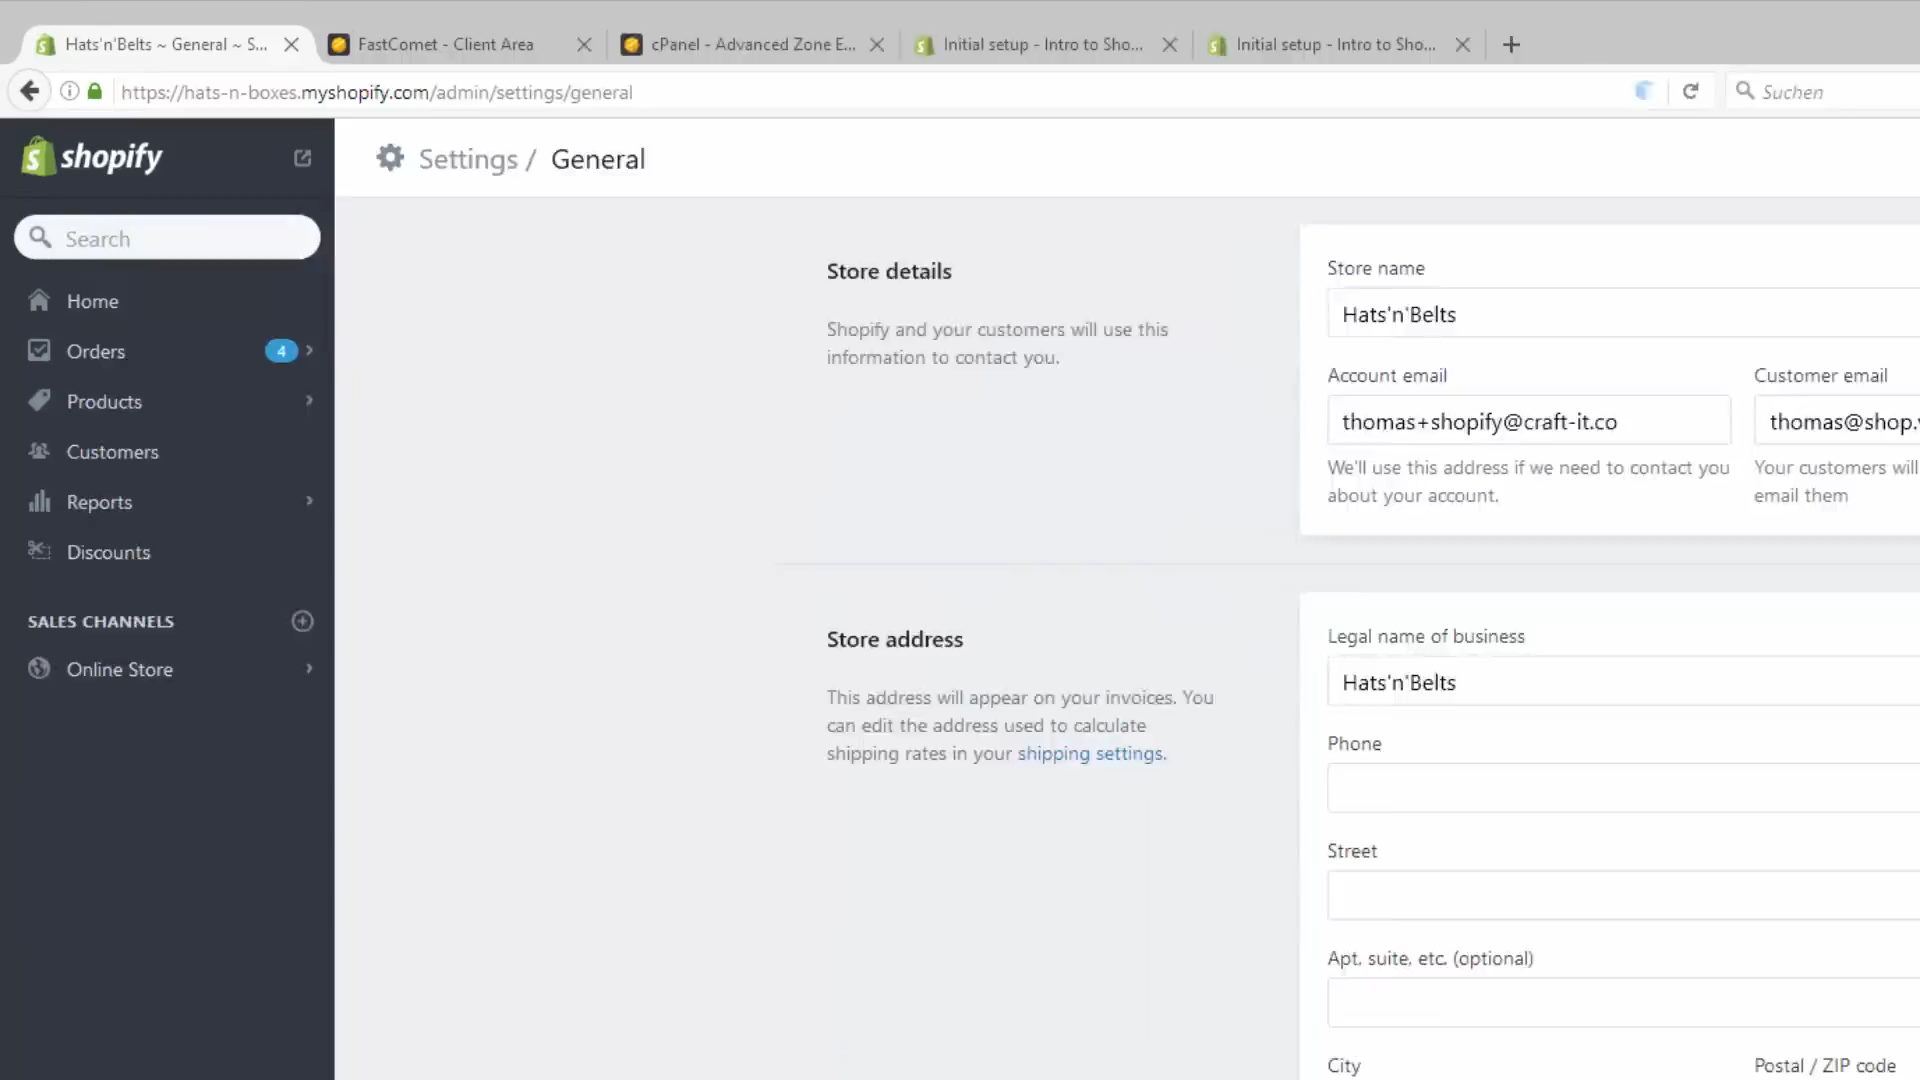 Hats'n'Belts ~ General ~ S...
FastComet - Client Area
cPanel - Advanced Zone E...
Initial setup - Intro to Sho...
Initial setup - Intro to Sho...
https://hats-n-boxes.myshopify.com/admin/settings/general
Suchen
shopify
Settings / General
Search
Home
Orders 4
Products
Customers
Reports
Discounts
SALES CHANNELS
Online Store
Store details
Shopify and your customers will use this
information to contact you.
Store name
Hats'n'Belts
Account email
thomas+shopify@craft-it.co
We'll use this address if we need to contact you
about your account.
Customer email
thomas@shop.
Your customers will
email them
Store address
This address will appear on your invoices. You
can edit the address used to calculate
shipping rates in your shipping settings.
Legal name of business
Hats'n'Belts
Phone
Street
Apt, suite, etc. (optional)
City
Postal / ZIP code